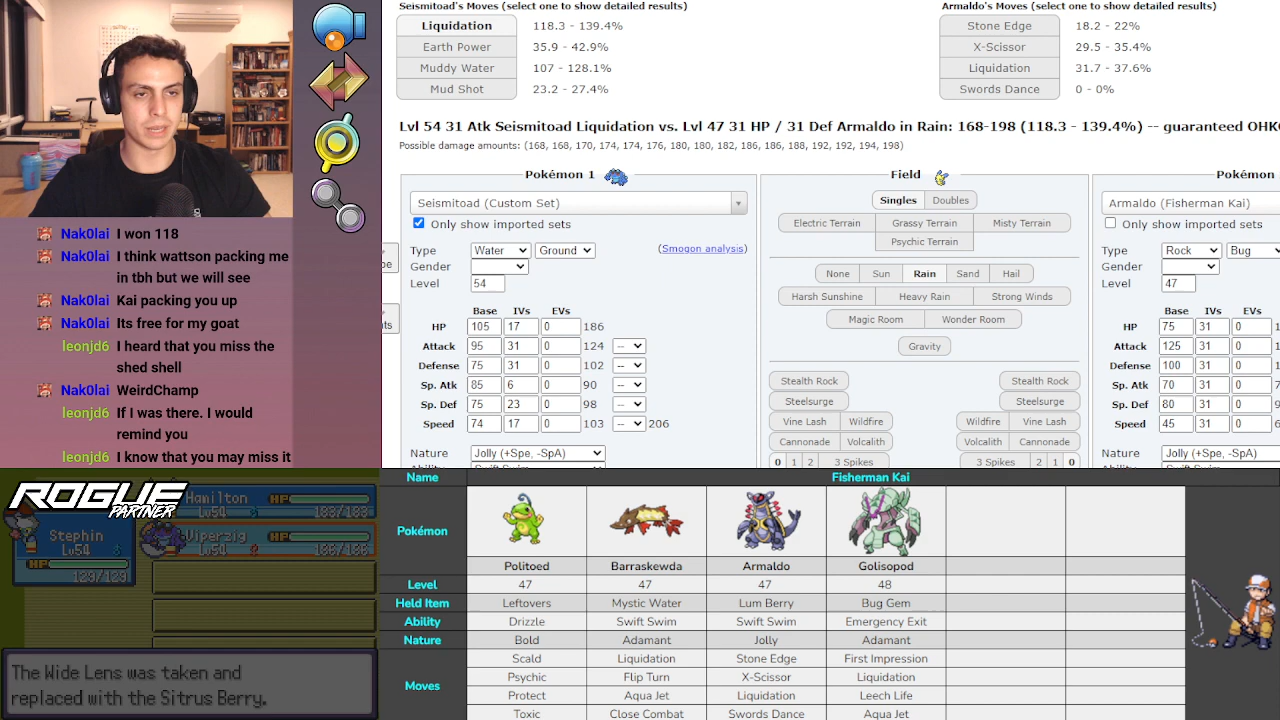 Nak0lai I won 118
Nak0lai I think wattson packing me
in tbh but we will see
Nak0lai Kai packing you up
Nak0lai Its free for my goat
leonjd6 I heard that you miss the
shed shell
Nak0lai WeirdChamp
leonjd6 If I was there. I would
remind you
leonjd6 I know that you may miss it
Seismitoad's Moves (select one to show detailed results)
Liquidation 118.3 - 139.4%
Earth Power 35.9 - 42.9%
Muddy Water 107 - 128.1%
Mud Shot 23.2 - 27.4%
Armaldo's Moves (select one to show detailed results)
Stone Edge 18.2 - 22%
X-Scissor 29.5 - 35.4%
Liquidation 31.7 - 37.6%
Swords Dance 0 - 0%
Lvl 54 31 Atk Seismitoad Liquidation vs. Lvl 47 31 HP / 31 Def Armaldo in Rain: 168-198 (118.3 - 139.4%) -- guaranteed OHKO
Possible damage amounts: (168, 168, 170, 174, 174, 176, 180, 180, 182, 186, 186, 188, 192, 192, 194, 198)
Pokémon 1
Seismitoad (Custom Set)
Only show imported sets
Type Water Ground (Smogon analysis)
Gender
Level 54
Base IVs EVs
HP 105 17 0 186
Attack 95 31 0 124 --
Defense 75 31 0 102 --
Sp. Atk 85 6 0 90 --
Sp. Def 75 23 0 98 --
Speed 74 17 0 103 -- 206
Nature Jolly (+Spe, -SpA)
Field
Singles Doubles
Electric Terrain Grassy Terrain Misty Terrain
Psychic Terrain
None Sun Rain Sand Hail
Harsh Sunshine Heavy Rain Strong Winds
Magic Room Wonder Room
Gravity
Stealth Rock Stealth Rock
Steelsurge Steelsurge
Vine Lash Wildfire Wildfire Vine Lash
Cannonade Volcalith Volcalith Cannonade
0 1 2 3 Spikes 3 Spikes 2 1 0
Pokémon
Armaldo (Fisherman Kai)
Only show imported sets
Type Rock Bug
Gender
Level 47
Base IVs EVs
HP 75 31 0
Attack 125 31 0
Defense 100 31 0
Sp. Atk 70 31 0
Sp. Def 80 31 0
Speed 45 31 0
Nature Jolly (+Spe, -SpA)
ROGUE
PARTNER
Hamilton HP
Lv54 183/183
Stephin
Lv54
HP
129/129
Viperzig HP
Lv54 186/186
The Wide Lens was taken and
replaced with the Sitrus Berry.
Name Fisherman Kai
Pokémon Politoed Barraskewda Armaldo Golisopod
Level 47 47 47 48
Held Item Leftovers Mystic Water Lum Berry Bug Gem
Ability Drizzle Swift Swim Swift Swim Emergency Exit
Nature Bold Adamant Jolly Adamant
Moves
Scald Liquidation Stone Edge First Impression
Psychic Flip Turn X-Scissor Liquidation
Protect Aqua Jet Liquidation Leech Life
Toxic Close Combat Swords Dance Aqua Jet